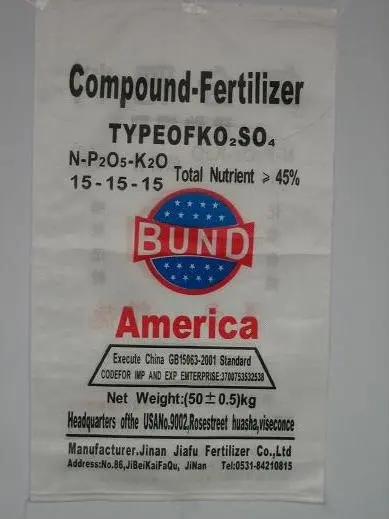 Compound-Fertilizer
TYPEOFKO₂SO₄
N-P₂O₅-K₂O
15-15-15 Total Nutrient ⩾ 45%
BUND
America
Execute China GB15063-2001 Standard
CODEFOR IMP AND EXP EMTERPRISE:3700753532538
Net Weight:(50±0.5)kg
Headquarters ofthe USANo.9002,Rosestreet huasha,viseconce
Manufacturer.Jinan Jiafu Fertilizer Co.,Ltd
Address:No.86,JiBeiKaiFaQu, JiNan Tel:0531-84210815